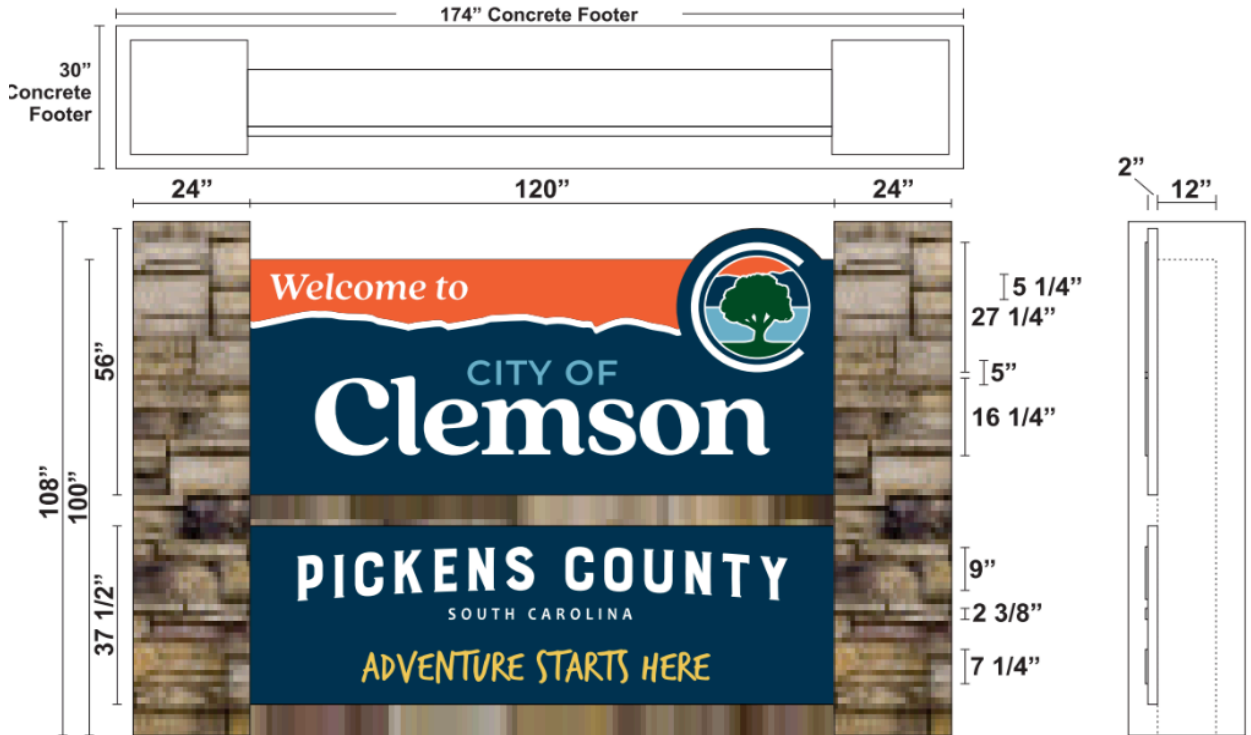 174” Concrete Footer
30”
Concrete
Footer
24”
120”
24”
2”
12”
Welcome to
CITY OF
Clemson
PICKENS COUNTY
SOUTH CAROLINA
ADVENTURE STARTS HERE
108”
100”
56”
37 1/2”
5 1/4”
27 1/4”
5”
16 1/4”
9”
2 3/8”
7 1/4”